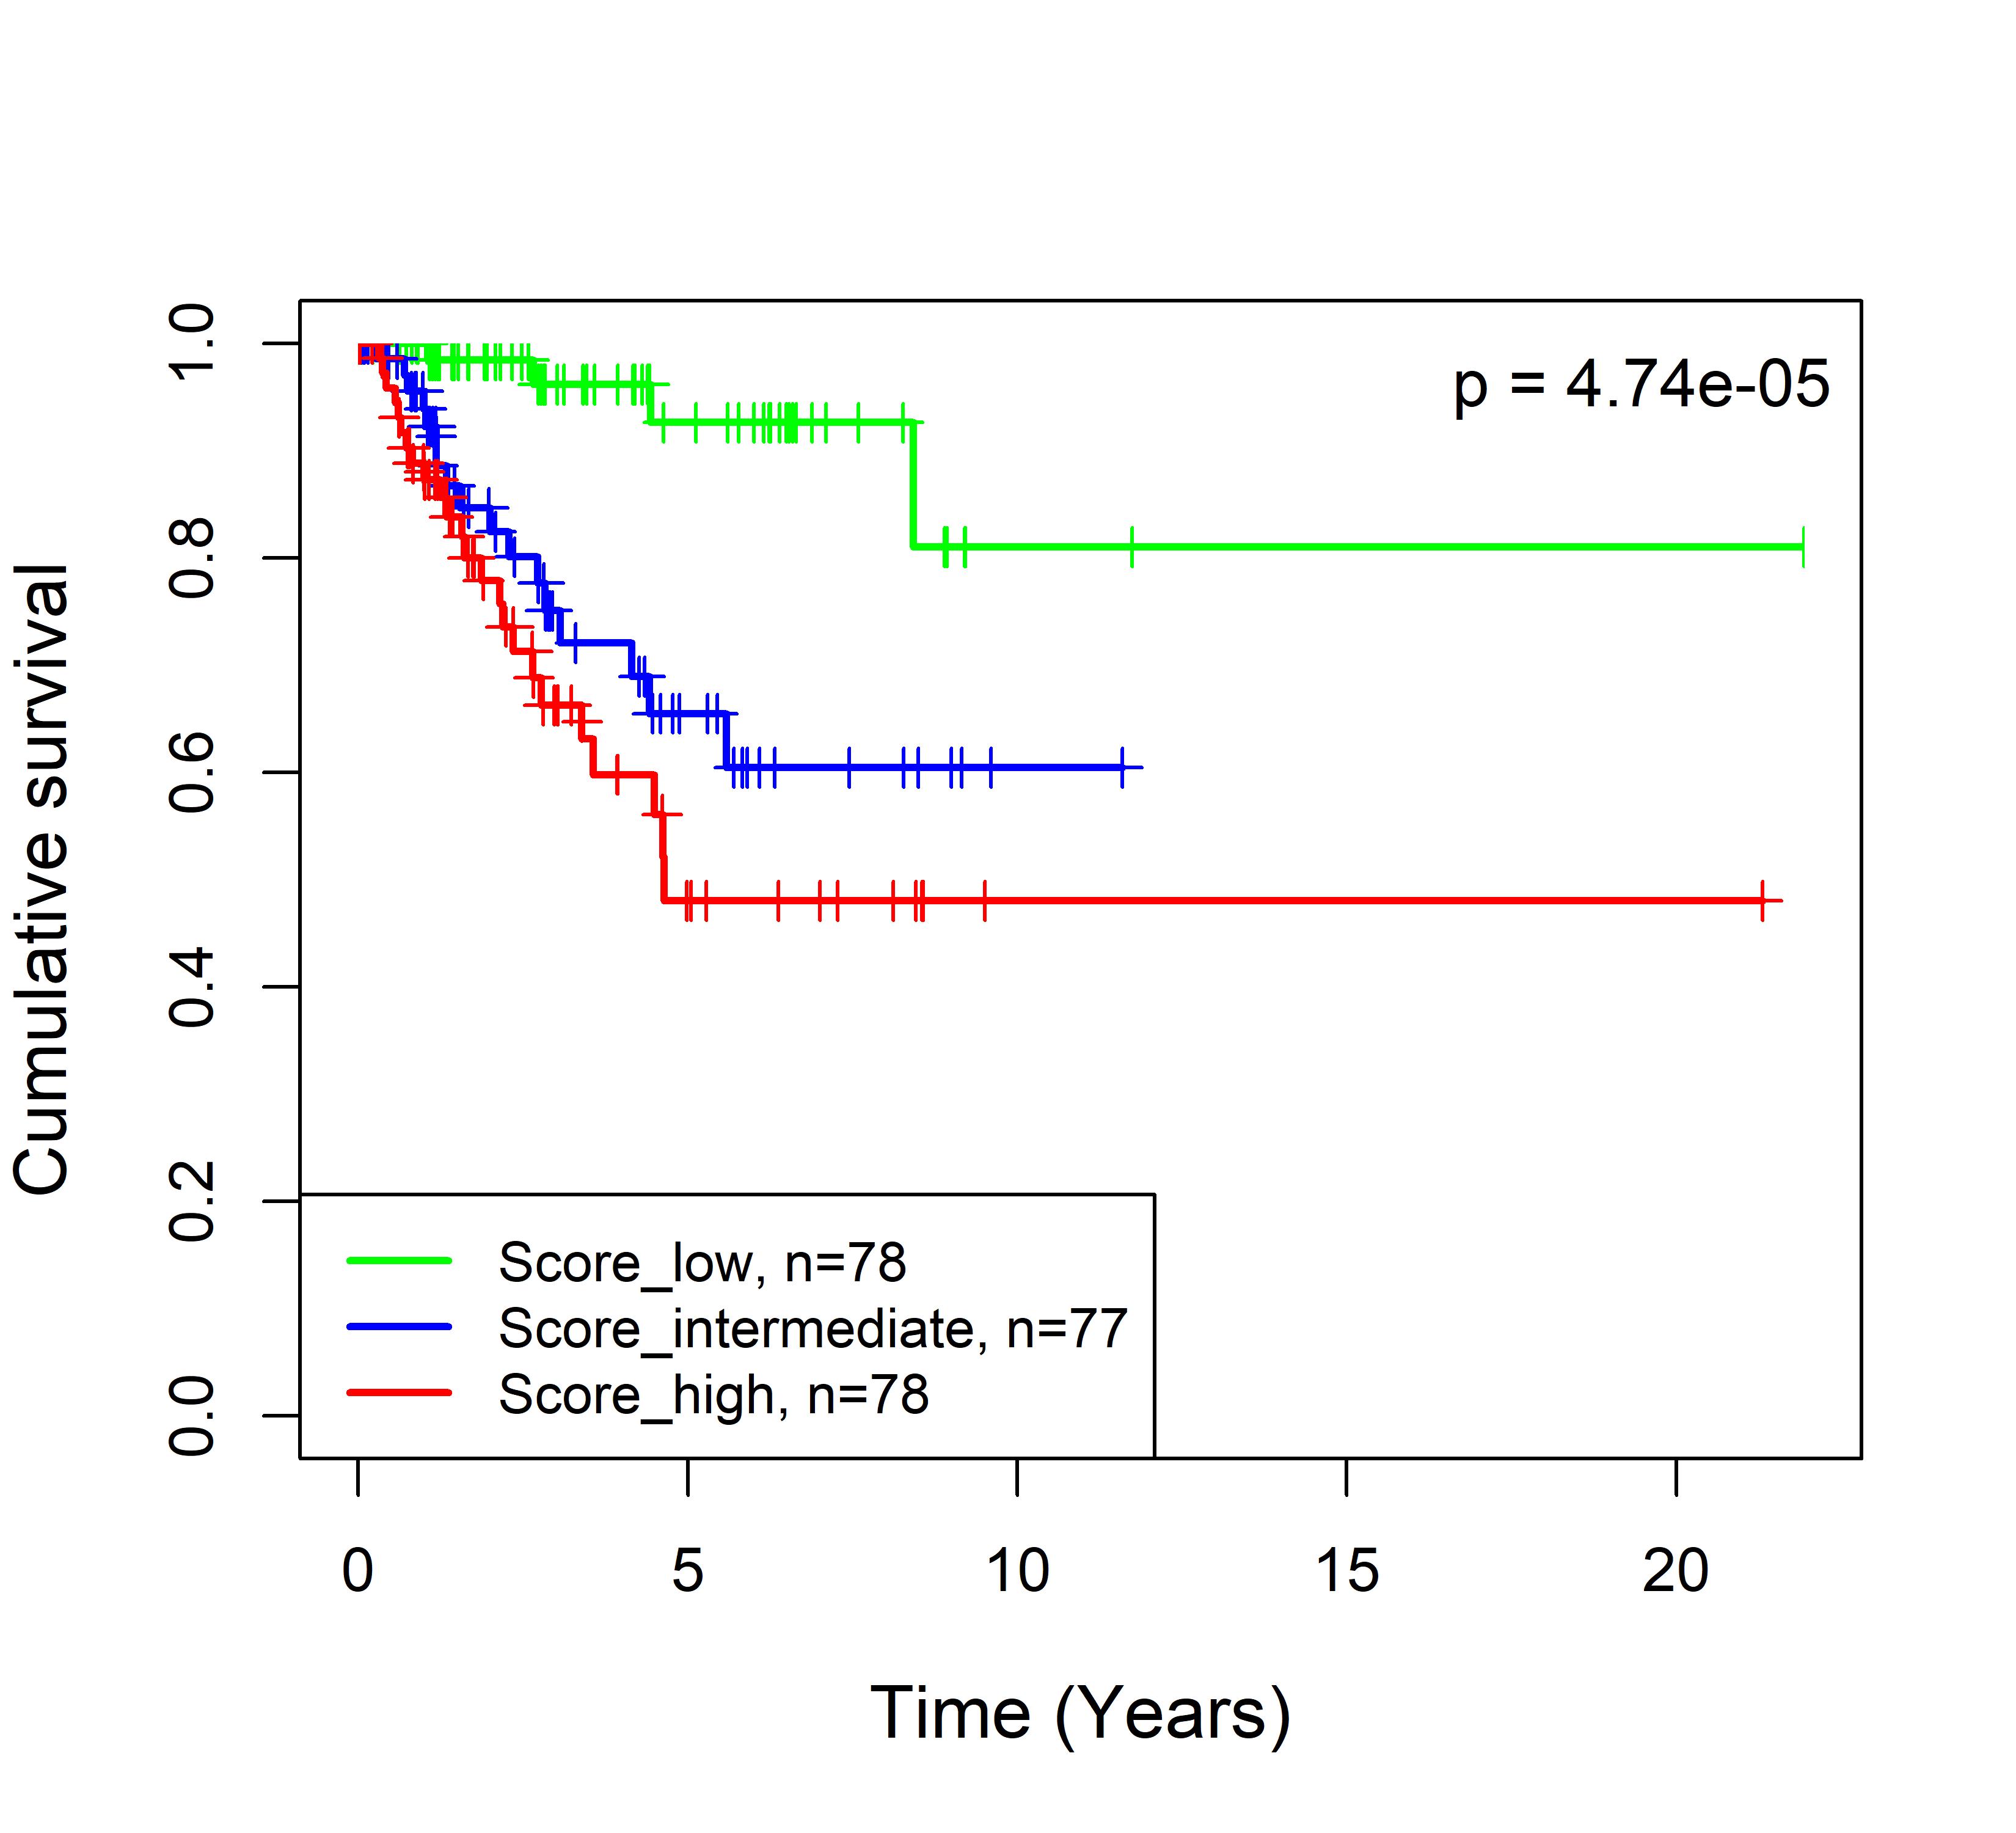 p = 4.74e-05
Cumulative survival
1.0
0.8
0.6
0.4
0.2
0.0
Score_low, n=78
Score_intermediate, n=77
Score_high, n=78
0 5 10 15 20
Time (Years)